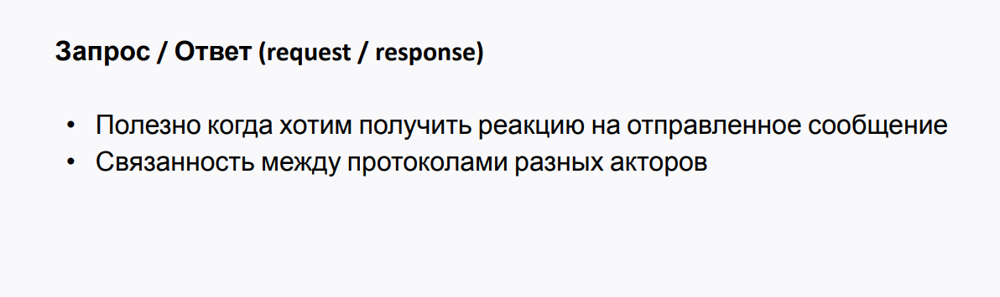 Запрос / Ответ (request / response)
• Полезно когда хотим получить реакцию на отправленное сообщение
• Связанность между протоколами разных акторов